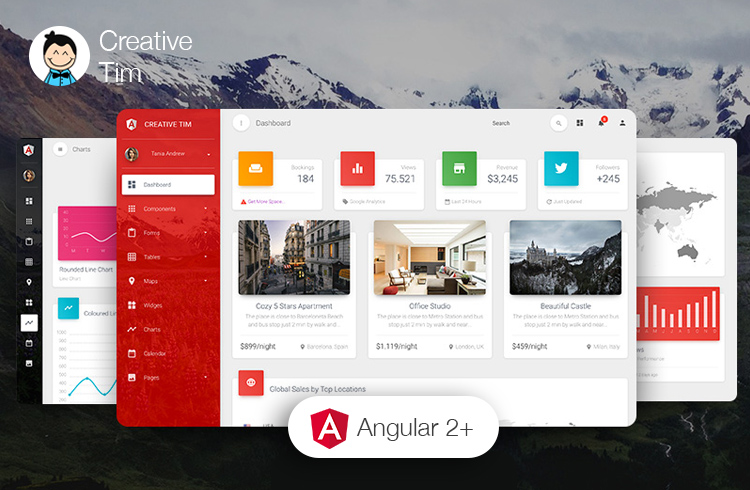 Creative
Tim
Charts
Rounded Line Chart
Line Chart
Coloured Li
CREATIVE TIM
Tania Andrew
Dashboard
Components
Forms
Tables
Maps
Widgets
Charts
Calendar
Pages
Dashboard
Search
Bookings
184
Get More Space...
Views
75.521
Google Analytics
Revenue
$3,245
Last 24 Hours
Followers
+245
Just Updated
Cozy 5 Stars Apartment
The place is close to Barceloneta Beach
and bus stop just 2 min by walk and...
$899/night
Barcelona, Spain
Office Studio
The place is close to Metro Station and bus
stop just 2 min by walk and near...
$1.119/night
London, UK
Beautiful Castle
The place is close to Metro Station and bus
stop just 2 min by walk and near...
$459/night
Milan, Italy
Global Sales by Top Locations
Angular 2+